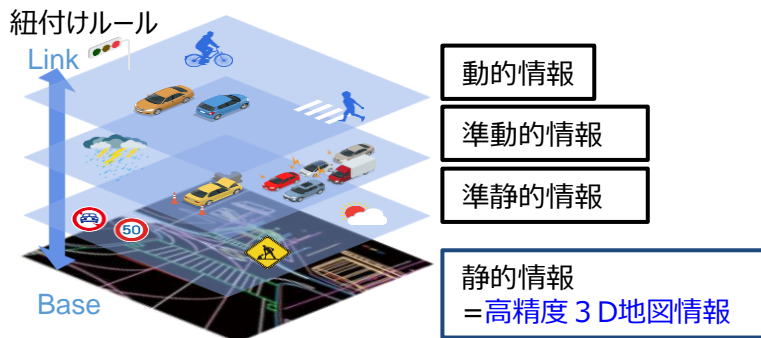 紐付けルール
Link
動的情報
準動的情報
準静的情報
50
静的情報
=高精度３D地図情報
Base